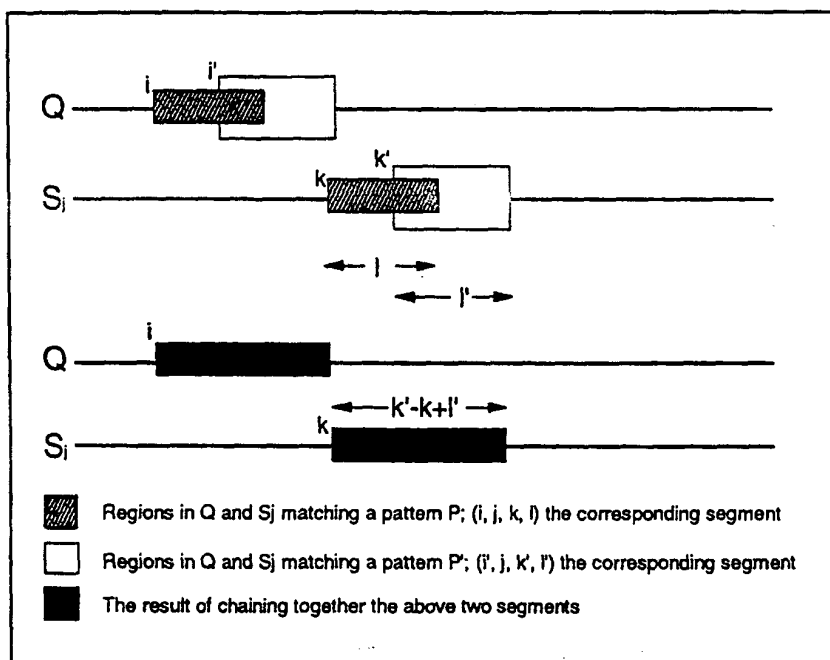 i i'
Q
k k'
Sj
l
l'
i
Q
k'-k+l'
k
Sj
Regions in Q and Sj matching a pattern P; (i, j, k, l) the corresponding segment
Regions in Q and Sj matching a pattern P'; (i', j, k', l') the corresponding segment
The result of chaining together the above two segments